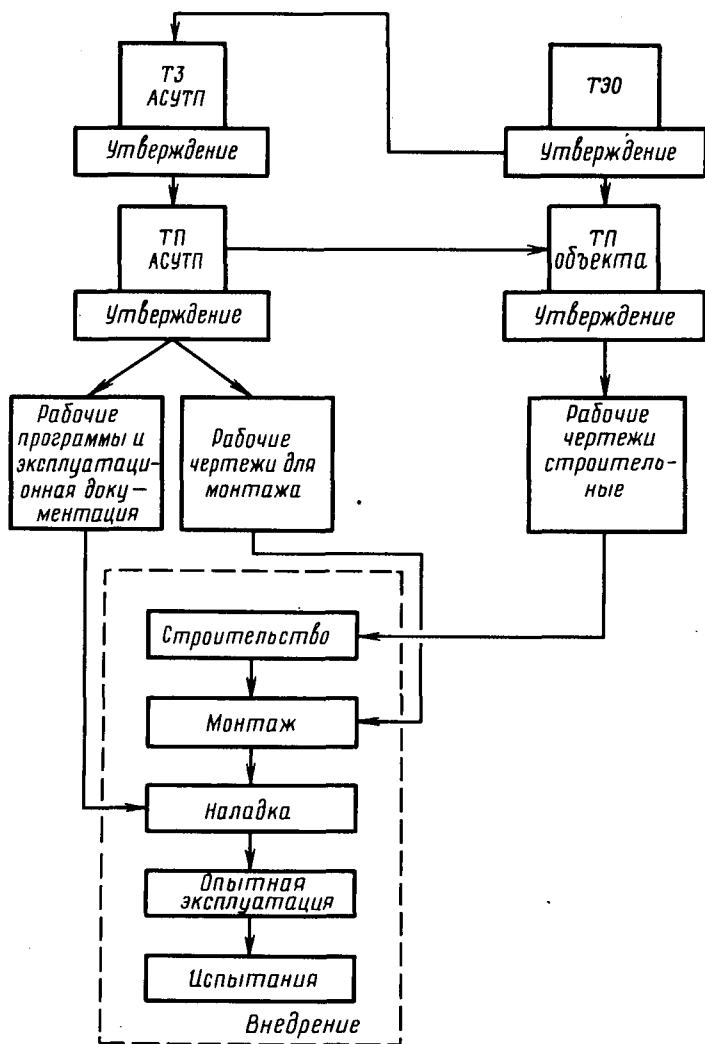 ТЗ
АСУТП
Утверждение
ТЭО
Утверждение
ТП
АСУТП
Утверждение
ТП
объекта
Утверждение
Рабочие
программы и
эксплуатаци-
онная доку-
ментация
Рабочие
чертежи для
монтажа
Рабочие
чертежи
строитель-
ные
Строительство
Монтаж
Наладка
Опытная
эксплуатация
Испытания
Внедрение